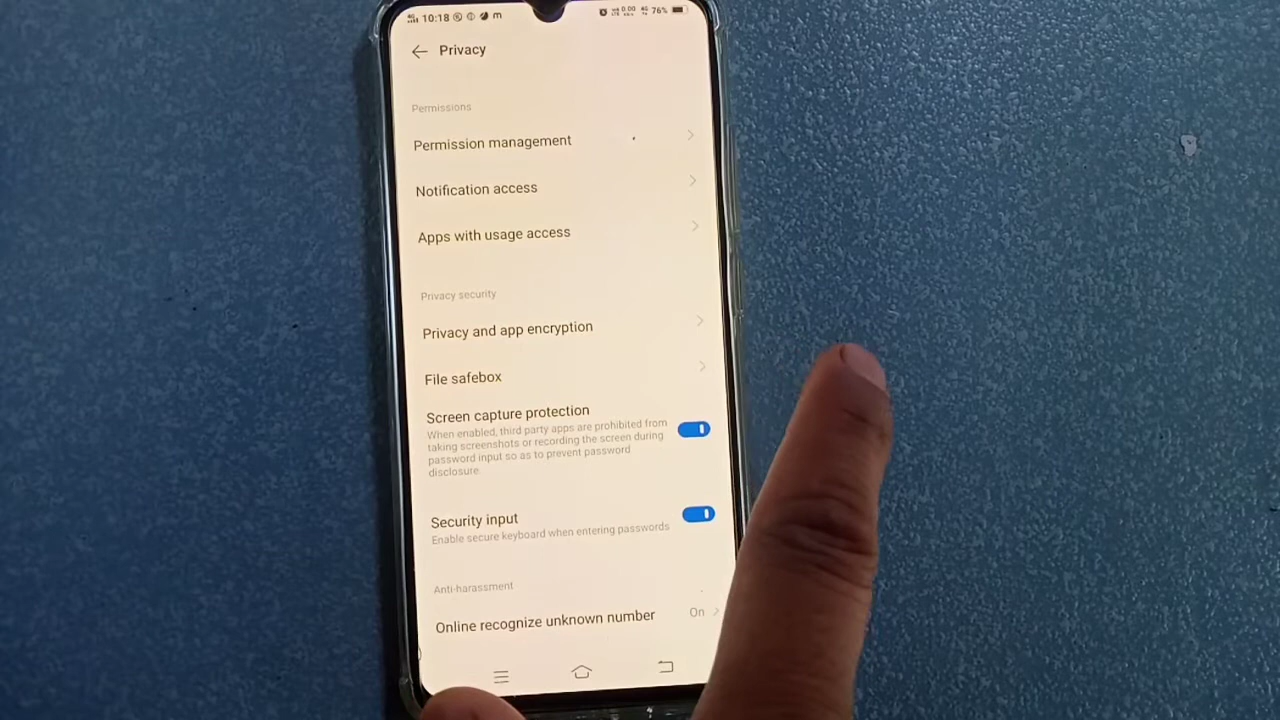 10:18 m 0.00 76%
Privacy
Permissions
Permission management
Notification access
Apps with usage access
Privacy security
Privacy and app encryption
File safebox
Screen capture protection
When enabled, third party apps are prohibited from
taking screenshots or recording the screen during
password input so as to prevent password
disclosure.
Security input
Enable secure keyboard when entering passwords
Anti-harassment
Online recognize unknown number On